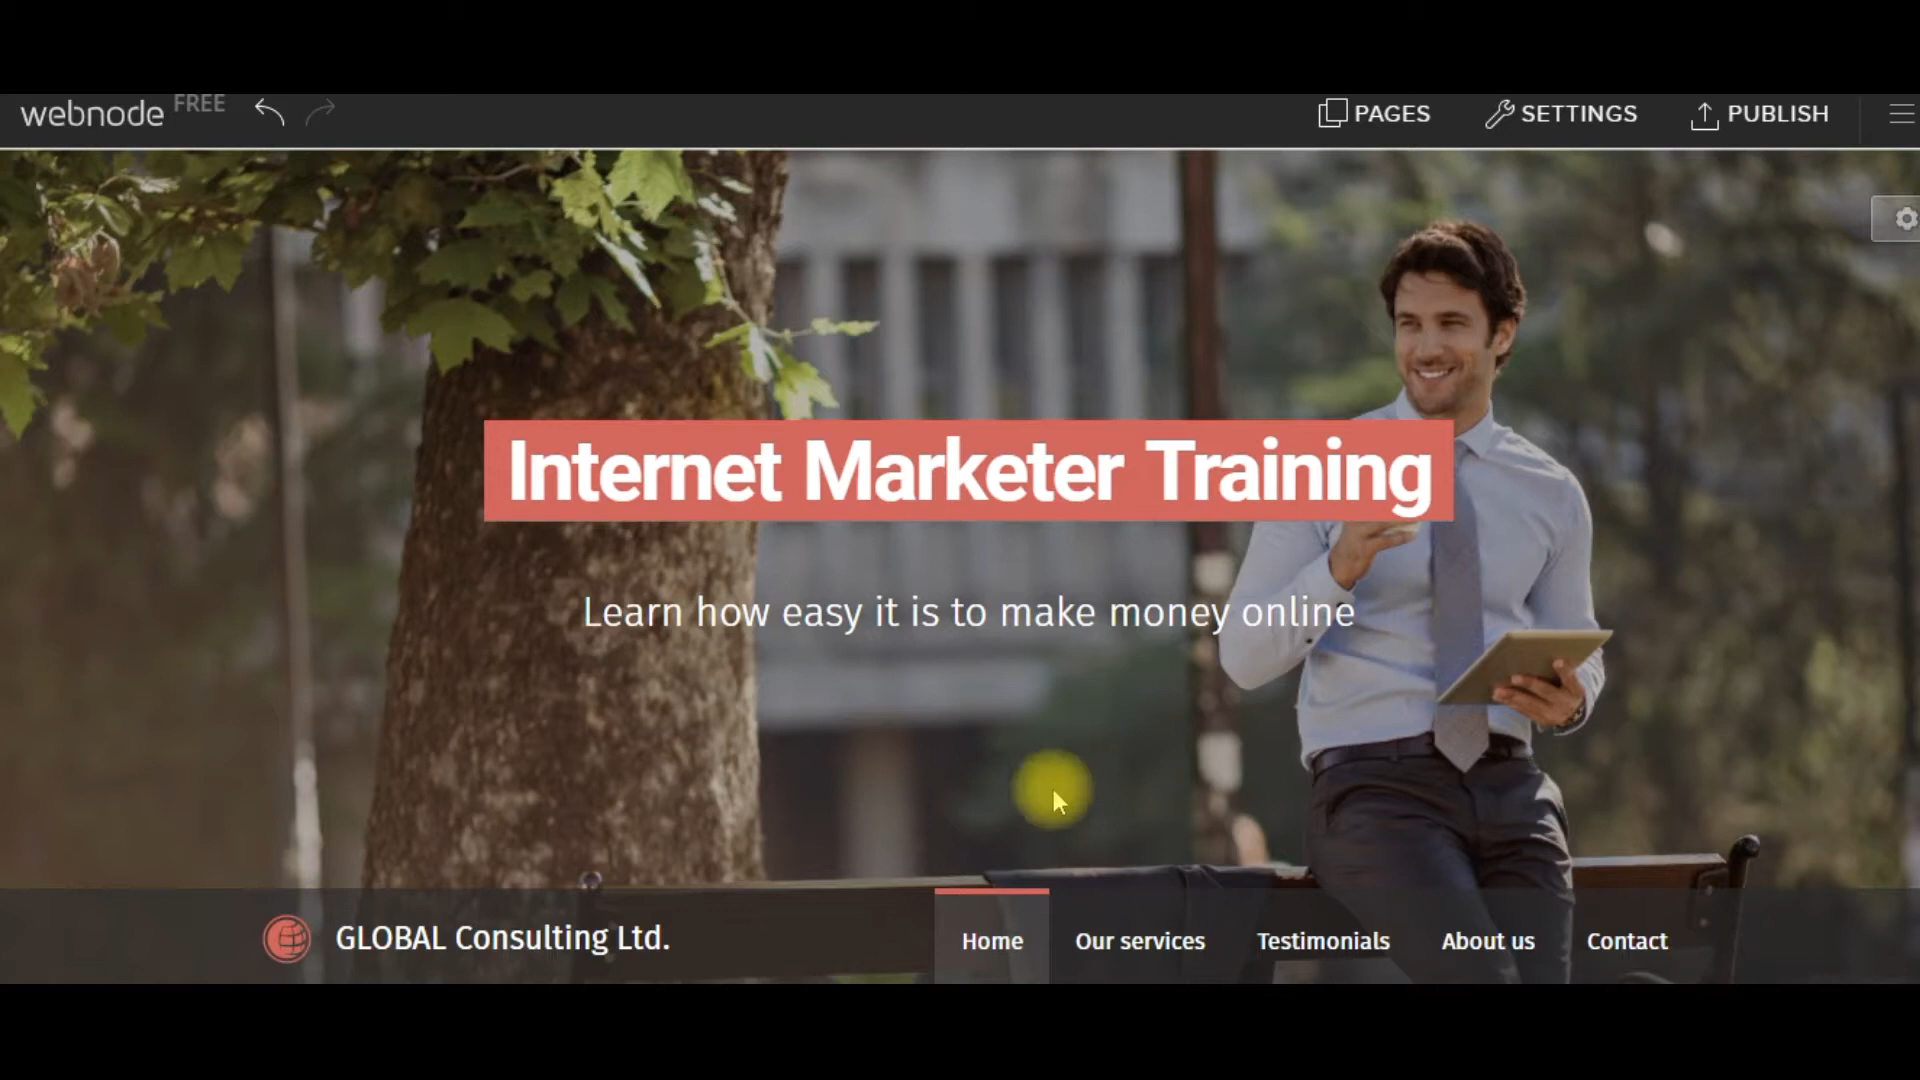 webnode FREE
PAGES SETTINGS PUBLISH
Internet Marketer Training
Learn how easy it is to make money online
GLOBAL Consulting Ltd. Home Our services Testimonials About us Contact